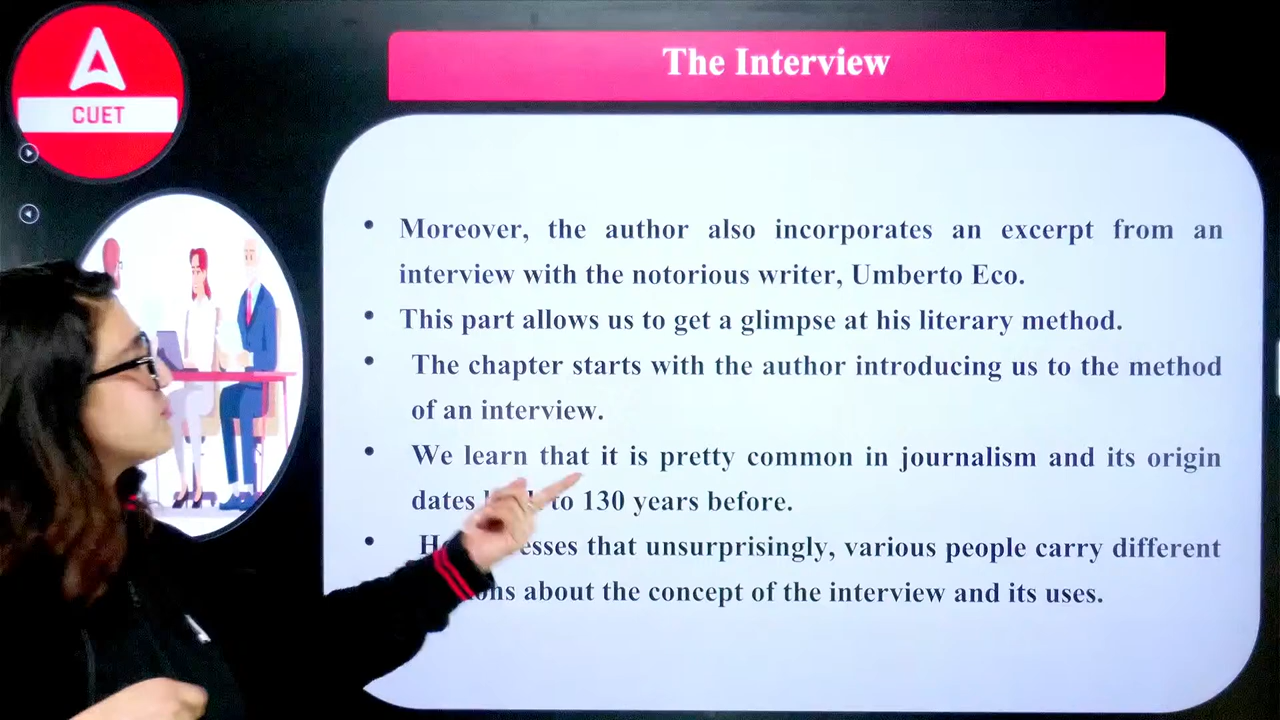 CUET
The Interview
• Moreover, the author also incorporates an excerpt from an
interview with the notorious writer, Umberto Eco.
• This part allows us to get a glimpse at his literary method.
• The chapter starts with the author introducing us to the method
of an interview.
• We learn that it is pretty common in journalism and its origin
dates to 130 years before.
• that unsurprisingly, various people carry different
about the concept of the interview and its uses.